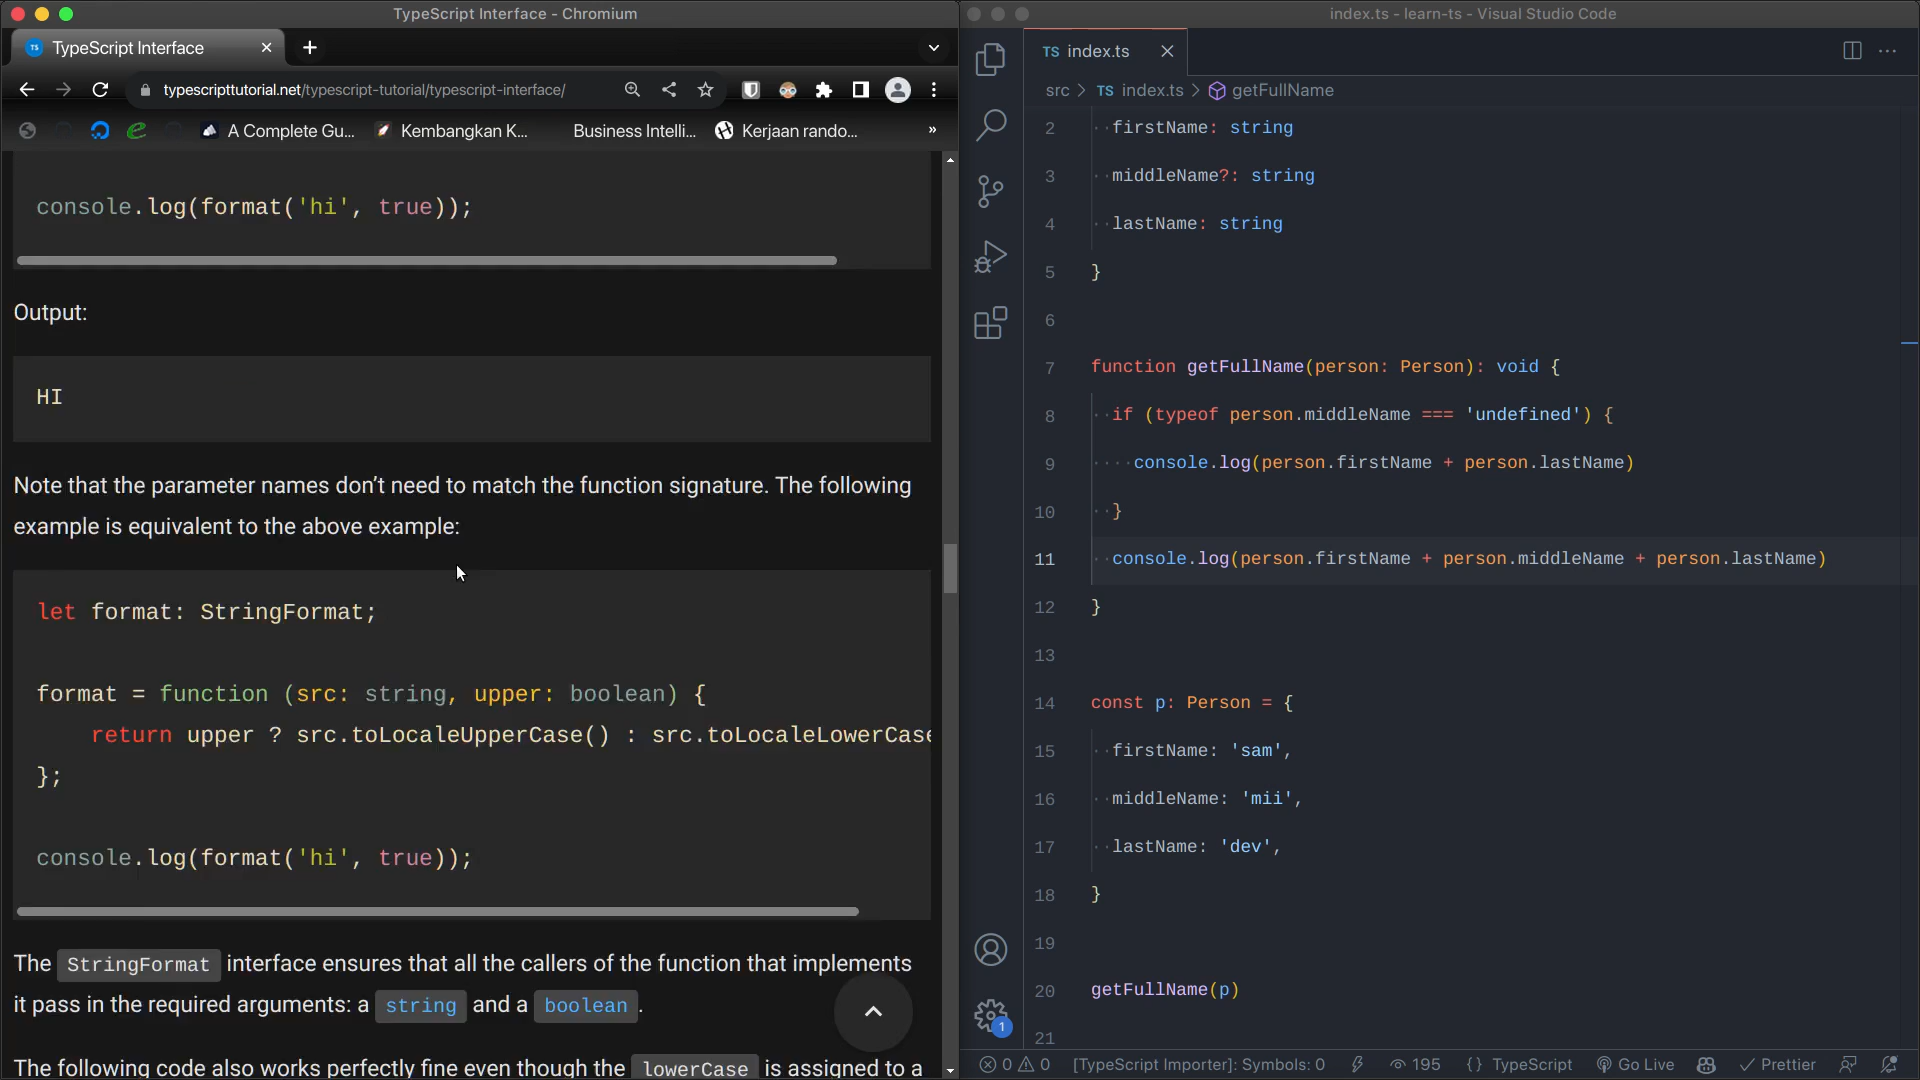 TypeScript Interface - Chromium
TypeScript Interface
typescripttutorial.net/typescript-tutorial/typescript-interface/
A Complete Gu...
Kembangkan K...
Business Intelli...
Kerjaan rando...
»
console.log(format('hi', true));
Output:
HI
Note that the parameter names don't need to match the function signature. The following
example is equivalent to the above example:
let format: StringFormat;
format = function (src: string, upper: boolean) {
return upper ? src.toLocaleUpperCase() : src.toLocaleLowerCase
};
console.log(format('hi', true));
The StringFormat interface ensures that all the callers of the function that implements
it pass in the required arguments: a string and a boolean.
The following code also works perfectly fine even though the lowerCase is assigned to a
index.ts - learn-ts - Visual Studio Code
TS index.ts
src > TS index.ts > getFullName
2 firstName: string
3 middleName?: string
4 lastName: string
5 }
6
7 function getFullName(person: Person): void {
8 if (typeof person.middleName === 'undefined') {
9 console.log(person.firstName + person.lastName)
10 }
11 console.log(person.firstName + person.middleName + person.lastName)
12 }
13
14 const p: Person = {
15 firstName: 'sam',
16 middleName: 'mii',
17 lastName: 'dev',
18 }
19
20 getFullName(p)
21
1
0 0 [TypeScript Importer]: Symbols: 0 195 {} TypeScript Go Live Prettier